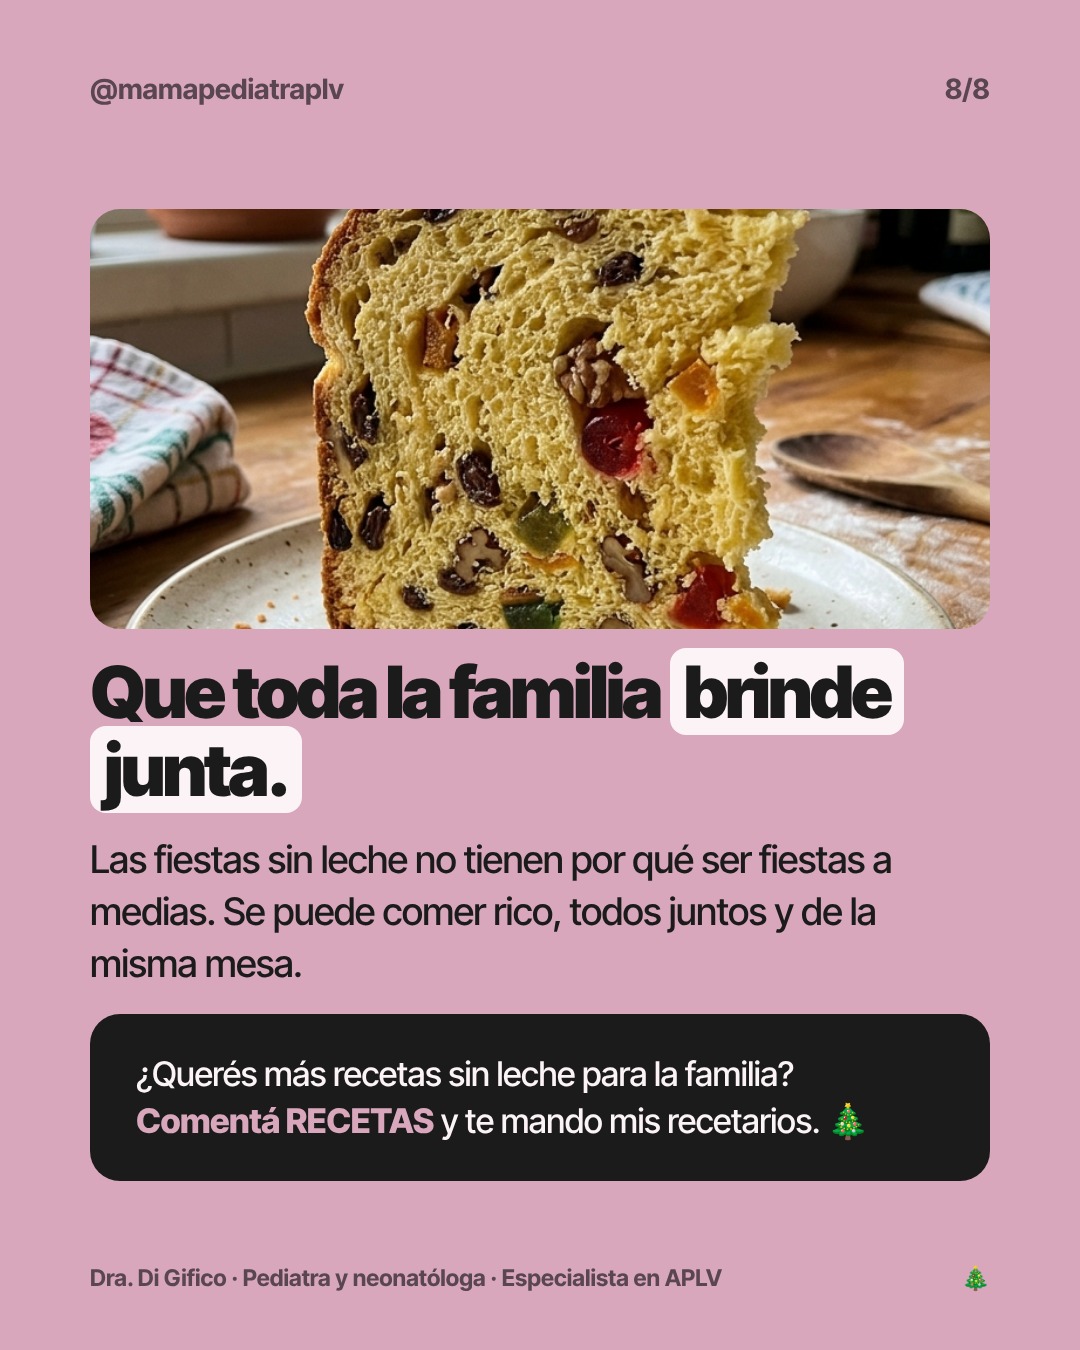 @mamapediatraplv
8/8
Que toda la familia brinde
junta.
Las fiestas sin leche no tienen por qué ser fiestas a
medias. Se puede comer rico, todos juntos y de la
misma mesa.
¿Querés más recetas sin leche para la familia?
Comentá RECETAS y te mando mis recetarios. 🎄
Dra. Di Gifico · Pediatra y neonatóloga · Especialista en APLV
🎄